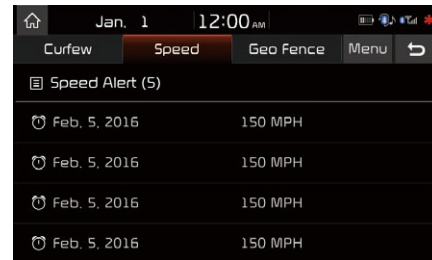 Jan. 1 12:00 AM
Curfew Speed Geo Fence Menu
Speed Alert (5)
Feb. 5, 2016 150 MPH
Feb. 5, 2016 150 MPH
Feb. 5, 2016 150 MPH
Feb. 5, 2016 150 MPH